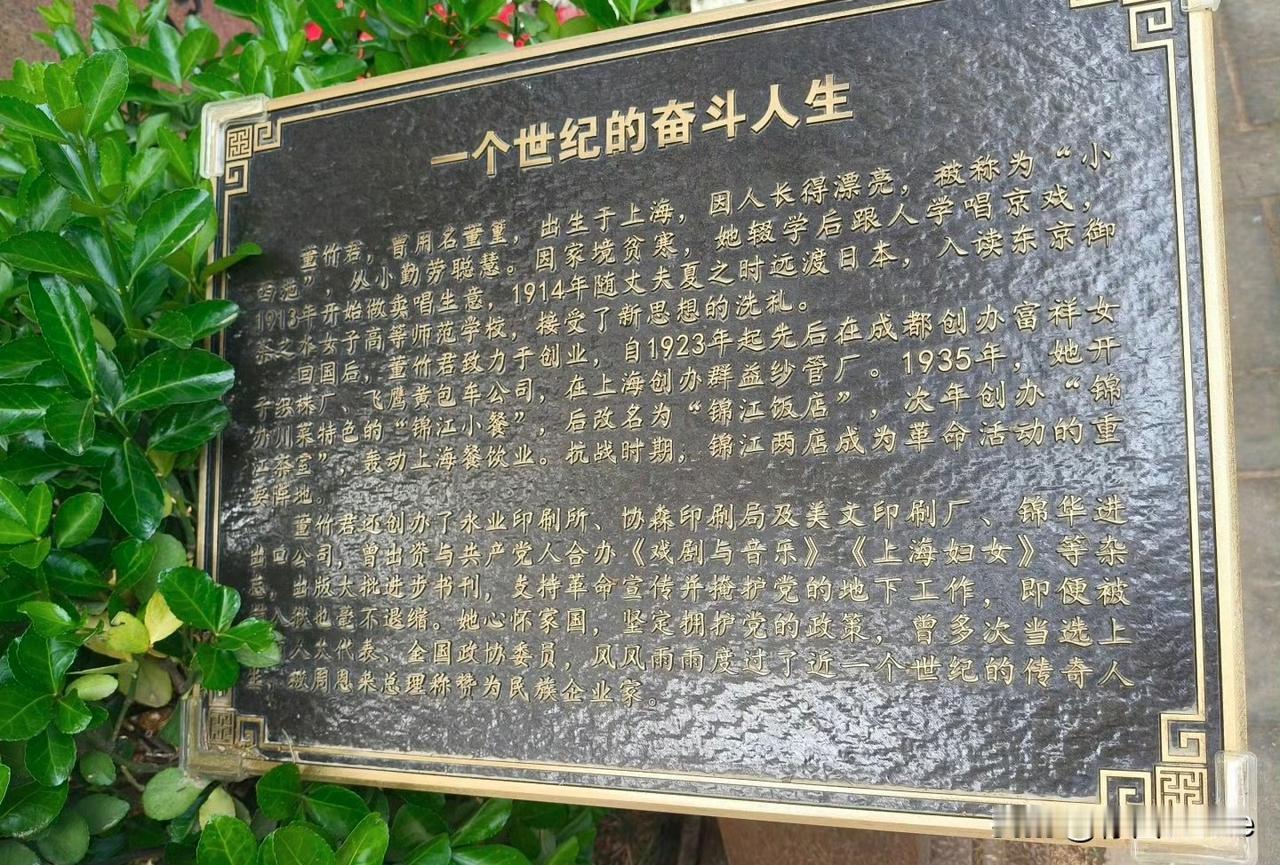 一个世纪的奋斗人生
董竹君，曾用名董篁，出生于上海，因人长得漂亮，被称为“小
西施”，从小勤劳聪慧。因家境贫寒，她辍学后跟人学唱京戏，
1913年开始做卖唱生意，1914年随丈夫夏之时远渡日本，入读东京御
茶之水女子高等师范学校，接受了新思想的洗礼。
回国后，董竹君致力于创业，自1923年起先后在成都创办富祥女
子织袜厂、飞鹰黄包车公司，在上海创办群益纱管厂。1935年，她开
办川菜特色的“锦江小餐”，后改名为“锦江饭店”，次年创办“锦
江茶室”，轰动上海餐饮业。抗战时期，锦江两店成为革命活动的重
要阵地。
董竹君还创办了永业印刷所、协森印刷局及美文印刷厂、锦华进
出口公司，曾出资与共产党人合办《戏剧与音乐》《上海妇女》等杂
志，出版大批进步书刊，支持革命宣传并掩护党的地下工作，即便被
入狱也毫不退缩。她心怀家国，坚定拥护党的政策，曾多次当选上
人大代表、全国政协委员，风风雨雨度过了近一个世纪的传奇人
生，被周恩来总理称赞为民族企业家。